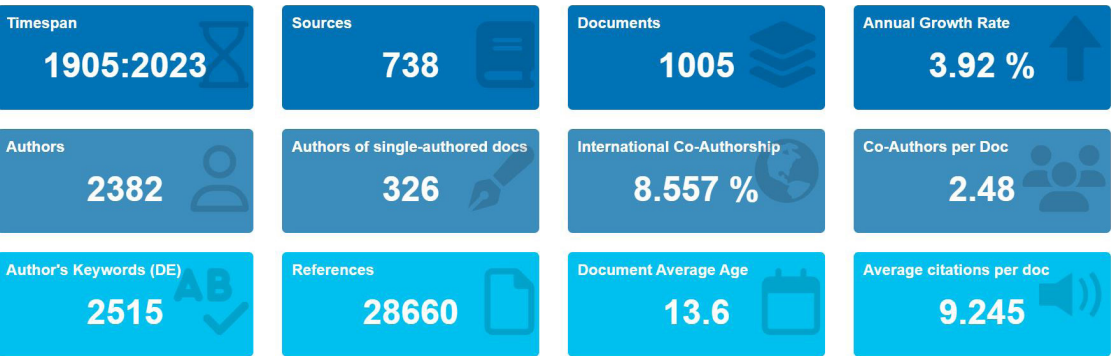 Timespan
1905:2023
Sources
738
Documents
1005
Annual Growth Rate
3.92 %
Authors
2382
Authors of single-authored docs
326
International Co-Authorship
8.557 %
Co-Authors per Doc
2.48
Author's Keywords (DE)
2515
AB
References
28660
Document Average Age
13.6
Average citations per doc
9.245